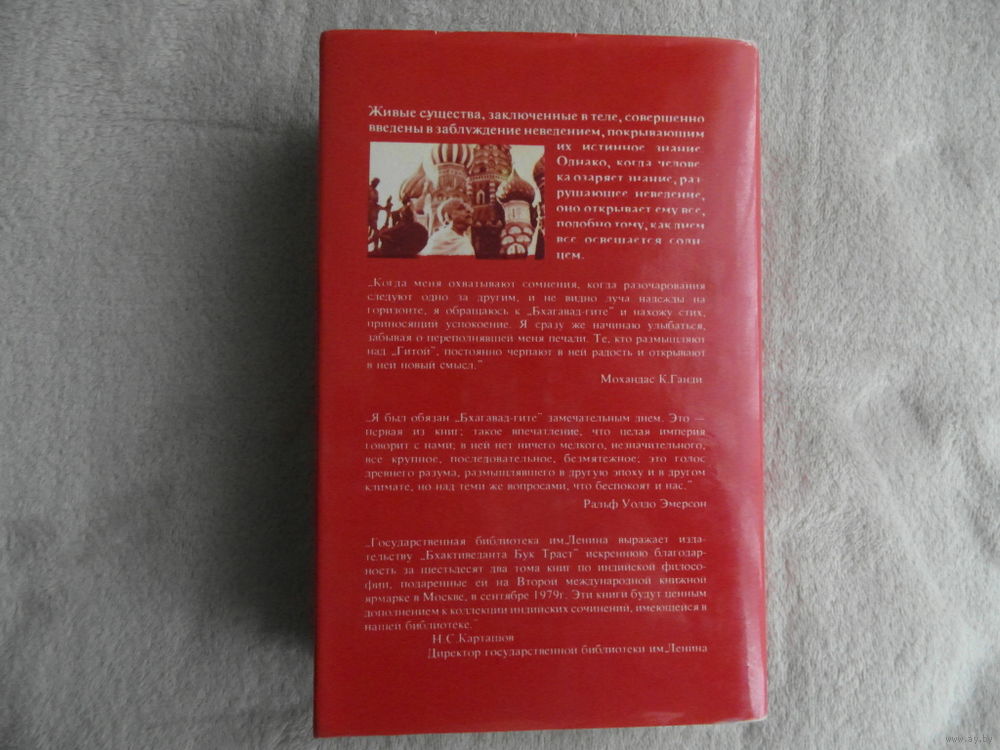 Живые существа, заключенные в теле, совершенно
введены в заблуждение неведением, покрывающим
их истинное знание.
Однако, когда челове-
ка озаряет знание, раз-
рушающее неведение,
оно открывает ему все,
подобно тому, как днем
все освещается солн-
цем.
„Когда меня охватывают сомнения, когда разочарования
следуют одно за другим, и не видно луча надежды на
горизонте, я обращаюсь к „Бхагавад-гите" и нахожу стих,
приносящий успокоение. Я сразу же начинаю улыбаться,
забывая о переполнявшей меня печали. Те, кто размышляют
над „Гитой", постоянно черпают в ней радость и открывают
в ней новый смысл."
Мохандас К.Ганди
„Я был обязан „Бхагавад-гите" замечательным днем. Это —
первая из книг; такое впечатление, что целая империя
говорит с нами; в ней нет ничего мелкого, незначительного,
все крупное, последовательное, безмятежное; это голос
древнего разума, размышлявшего в другую эпоху и в другом
климате, но над теми же вопросами, что беспокоят и нас."
Ральф Уолдо Эмерсон
„Государственная библиотека им.Ленина выражает изда-
тельству „Бхактиведанта Бук Траст" искреннюю благодар-
ность за шестьдесят два тома книг по индийской филосо-
фии, подаренные ей на Второй международной книжной
ярмарке в Москве, в сентябре 1979г. Эти книги будут ценным
дополнением к коллекции индийских сочинений, имеющейся в
нашей библиотеке."
Н.С.Карташов
Директор государственной библиотеки им.Ленина
www.ay.by